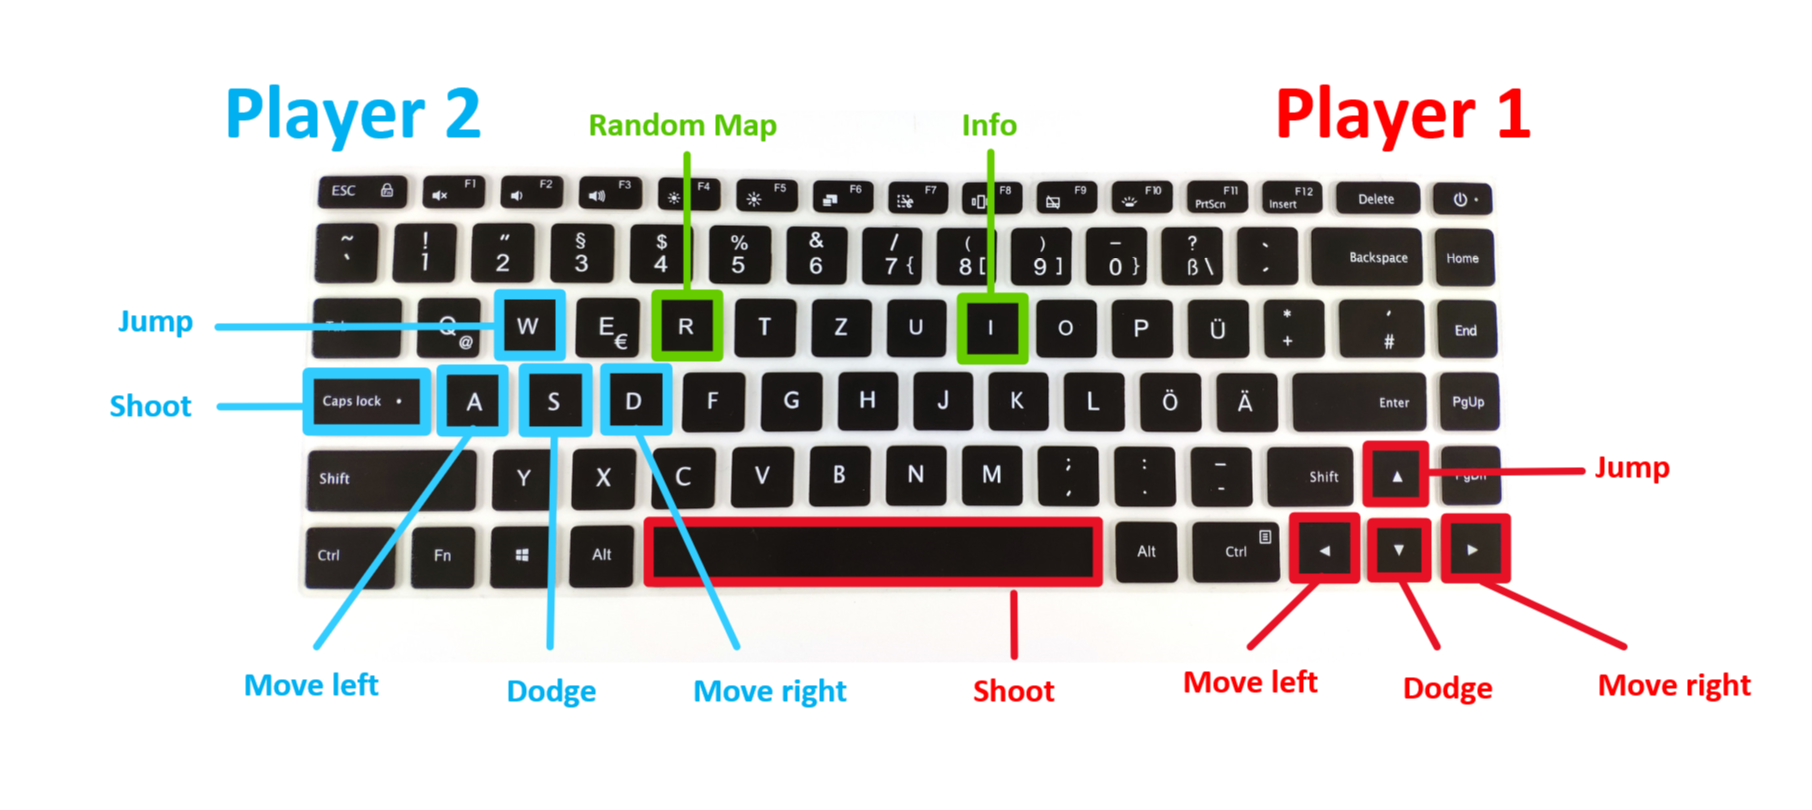 Player 2
Random Map
Info
Player 1
ESC F1 F2 F3 F4 F5 F6 F7 F8 F9 F10 F11 PrtScn F12 Insert Delete
~ ` ! 1 “ 2 § 3 $ 4 % 5 & 6 / 7 { ( 8 [ ) 9 ] – 0 } ? ß \ ` ´ Backspace Home
Jump
Q @ W E € R T Z U I O P Ü * + ' # End
Shoot
Caps lock A S D F G H J K L Ö Ä Enter PgUp
Shift Y X C V B N M ; , : . – - Shift ▲ PgDn
Jump
Ctrl Fn Alt Alt Ctrl ◀ ▼ ▶
Move left
Dodge
Move right
Shoot
Move left
Dodge
Move right